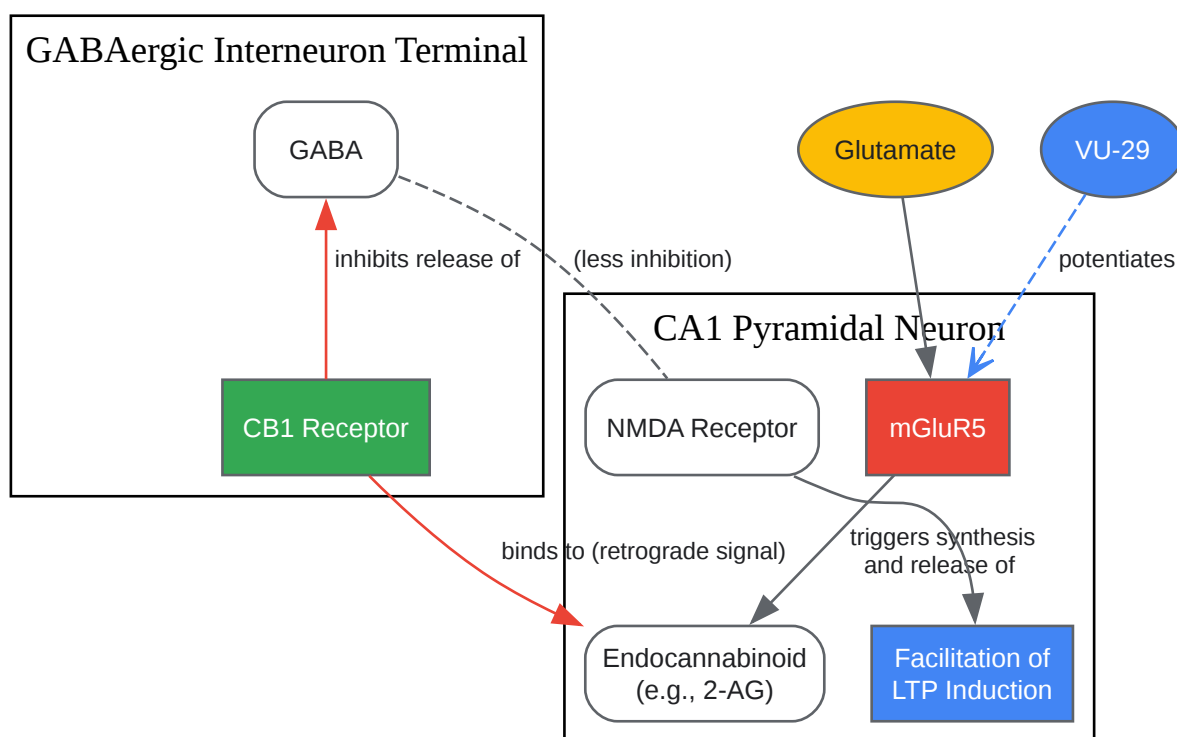 GABAergic Interneuron Terminal
GABA
Glutamate
VU-29
inhibits release of
(less inhibition)
potentiates
CA1 Pyramidal Neuron
CB1 Receptor
NMDA Receptor
mGluR5
binds to (retrograde signal)
triggers synthesis
and release of
Endocannabinoid
(e.g., 2-AG)
Facilitation of
LTP Induction